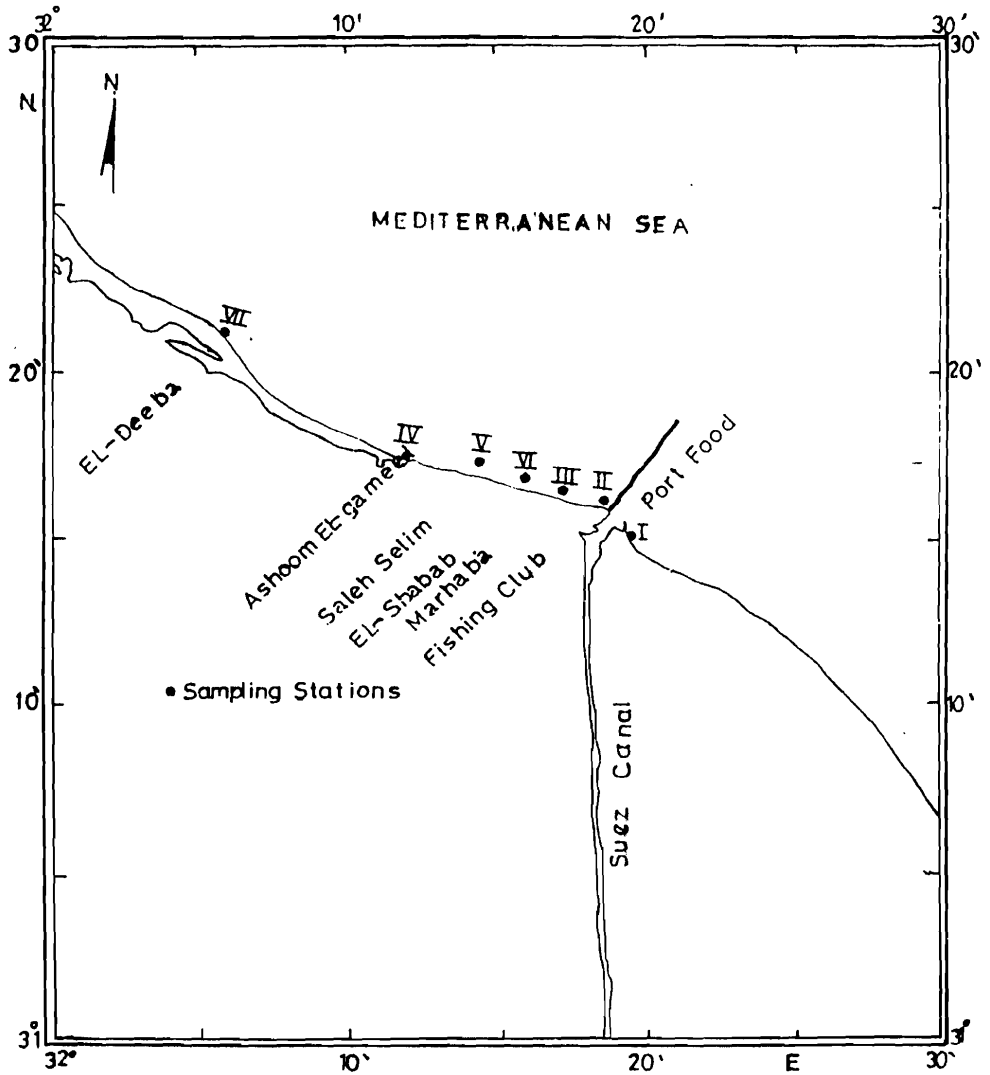 32° 10' 20' 30'
30' 30'
N
N
MEDITERRANEAN SEA
VII
20' 20'
EL-Deeba
IV V VI III II
Port Food
I
Ashoom El-gamel
Saleh Selim
EL-Shabab
Marhaba
Fishing Club
• Sampling Stations
10' 10'
Suez Canal
31° 31°
32° 10' 20' E 30'